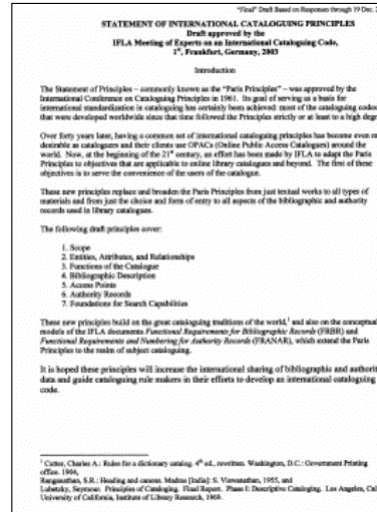 "Final" Draft Based on Responses through 19 Dec. 2
STATEMENT OF INTERNATIONAL CATALOGUING PRINCIPLES
Draft approved by the
IFLA Meeting of Experts on an International Cataloguing Code,
1st, Frankfurt, Germany, 2003
Introduction
The Statement of Principles – commonly known as the "Paris Principles" – was approved by the
International Conference on Cataloguing Principles in 1961. Its goal of serving as a basis for
international standardization in cataloguing has certainly been achieved: most of the cataloguing codes
that were developed worldwide since that time followed the Principles strictly or at least to a high degr
Over forty years later, having a common set of international cataloguing principles has become even m
desirable as cataloguers and their clients use OPACs (Online Public Access Catalogues) around the
world. Now, at the beginning of the 21st century, an effort has been made by IFLA to adapt the Paris
Principles to objectives that are applicable to online library catalogues and beyond. The first of these
objectives is to serve the convenience of the users of the catalogue.
These new principles replace and broaden the Paris Principles from just textual works to all types of
materials and from just the choice and form of entry to all aspects of the bibliographic and authority
records used in library catalogues.
The following draft principles cover:
1. Scope
2. Entities, Attributes, and Relationships
3. Functions of the Catalogue
4. Bibliographic Description
5. Access Points
6. Authority Records
7. Foundations for Search Capabilities
These new principles build on the great cataloguing traditions of the world,1 and also on the conceptual
models of the IFLA documents Functional Requirements for Bibliographic Records (FRBR) and
Functional Requirements and Numbering for Authority Records (FRANAR), which extend the Paris
Principles to the realm of subject cataloguing.
It is hoped these principles will increase the international sharing of bibliographic and authorit
data and guide cataloguing rule makers in their efforts to develop an international cataloguing
code.
1 Cutter, Charles A.: Rules for a dictionary catalog. 4th ed., rewritten. Washington, D.C.: Government Printing
office. 1904,
Ranganathan, S.R.: Heading and canons. Madras [India]: S. Viswanathan, 1955, and
Lubetzky, Seymour. Principles of Cataloging. Final Report. Phase I: Descriptive Cataloging. Los Angeles, Cal
University of California, Institute of Library Research, 1969.